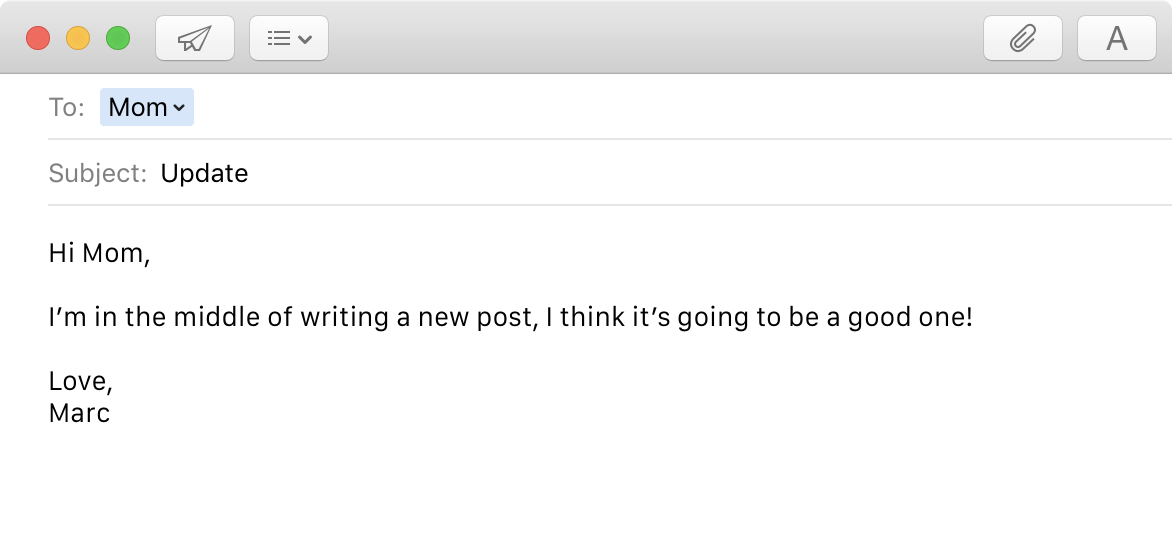 A
To: Mom
Subject: Update
Hi Mom,
I’m in the middle of writing a new post, I think it’s going to be a good one!
Love,
Marc